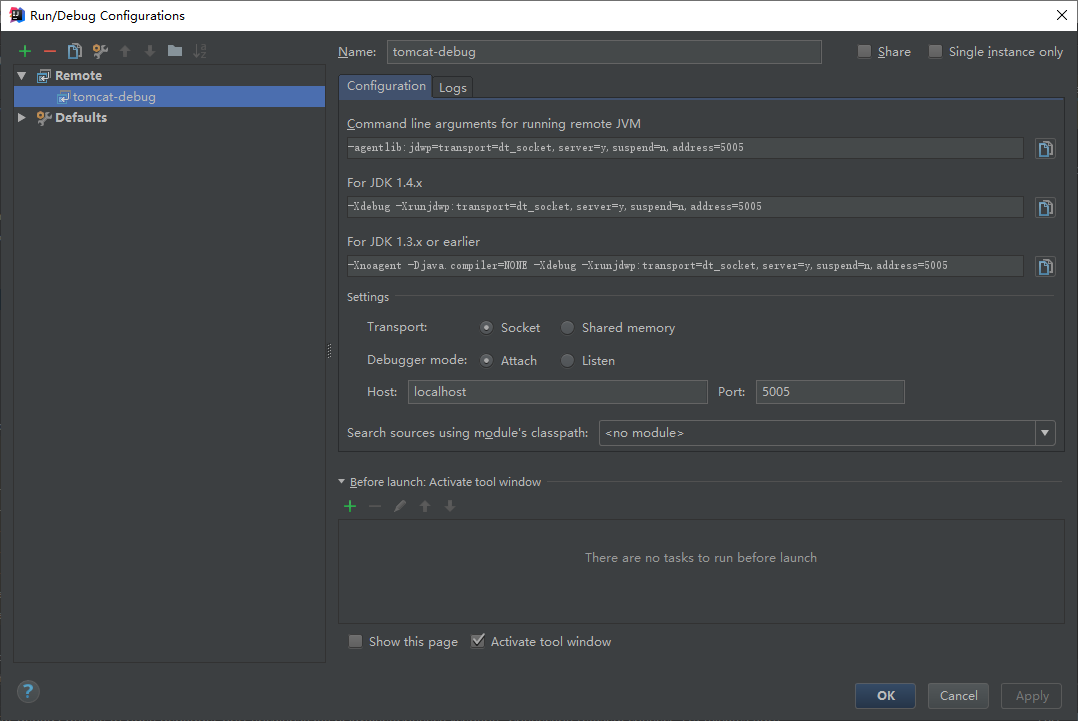 Run/Debug Configurations
Name: tomcat-debug
Share
Single instance only
Remote
tomcat-debug
Defaults
Configuration
Logs
Command line arguments for running remote JVM
-agentlib:jdwp=transport=dt_socket,server=y,suspend=n,address=5005
For JDK 1.4.x
-Xdebug -Xrunjdwp:transport=dt_socket,server=y,suspend=n,address=5005
For JDK 1.3.x or earlier
-Xnoagent -Djava.compiler=NONE -Xdebug -Xrunjdwp:transport=dt_socket,server=y,suspend=n,address=5005
Settings
Transport: Socket Shared memory
Debugger mode: Attach Listen
Host: localhost Port: 5005
Search sources using module's classpath: <no module>
Before launch: Activate tool window
There are no tasks to run before launch
Show this page Activate tool window
?
OK Cancel Apply